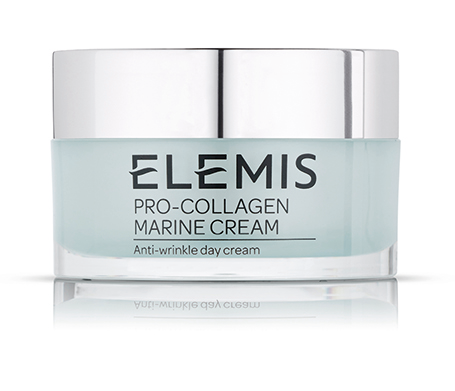 ELEMIS
PRO-COLLAGEN
MARINE CREAM
Anti-wrinkle day cream